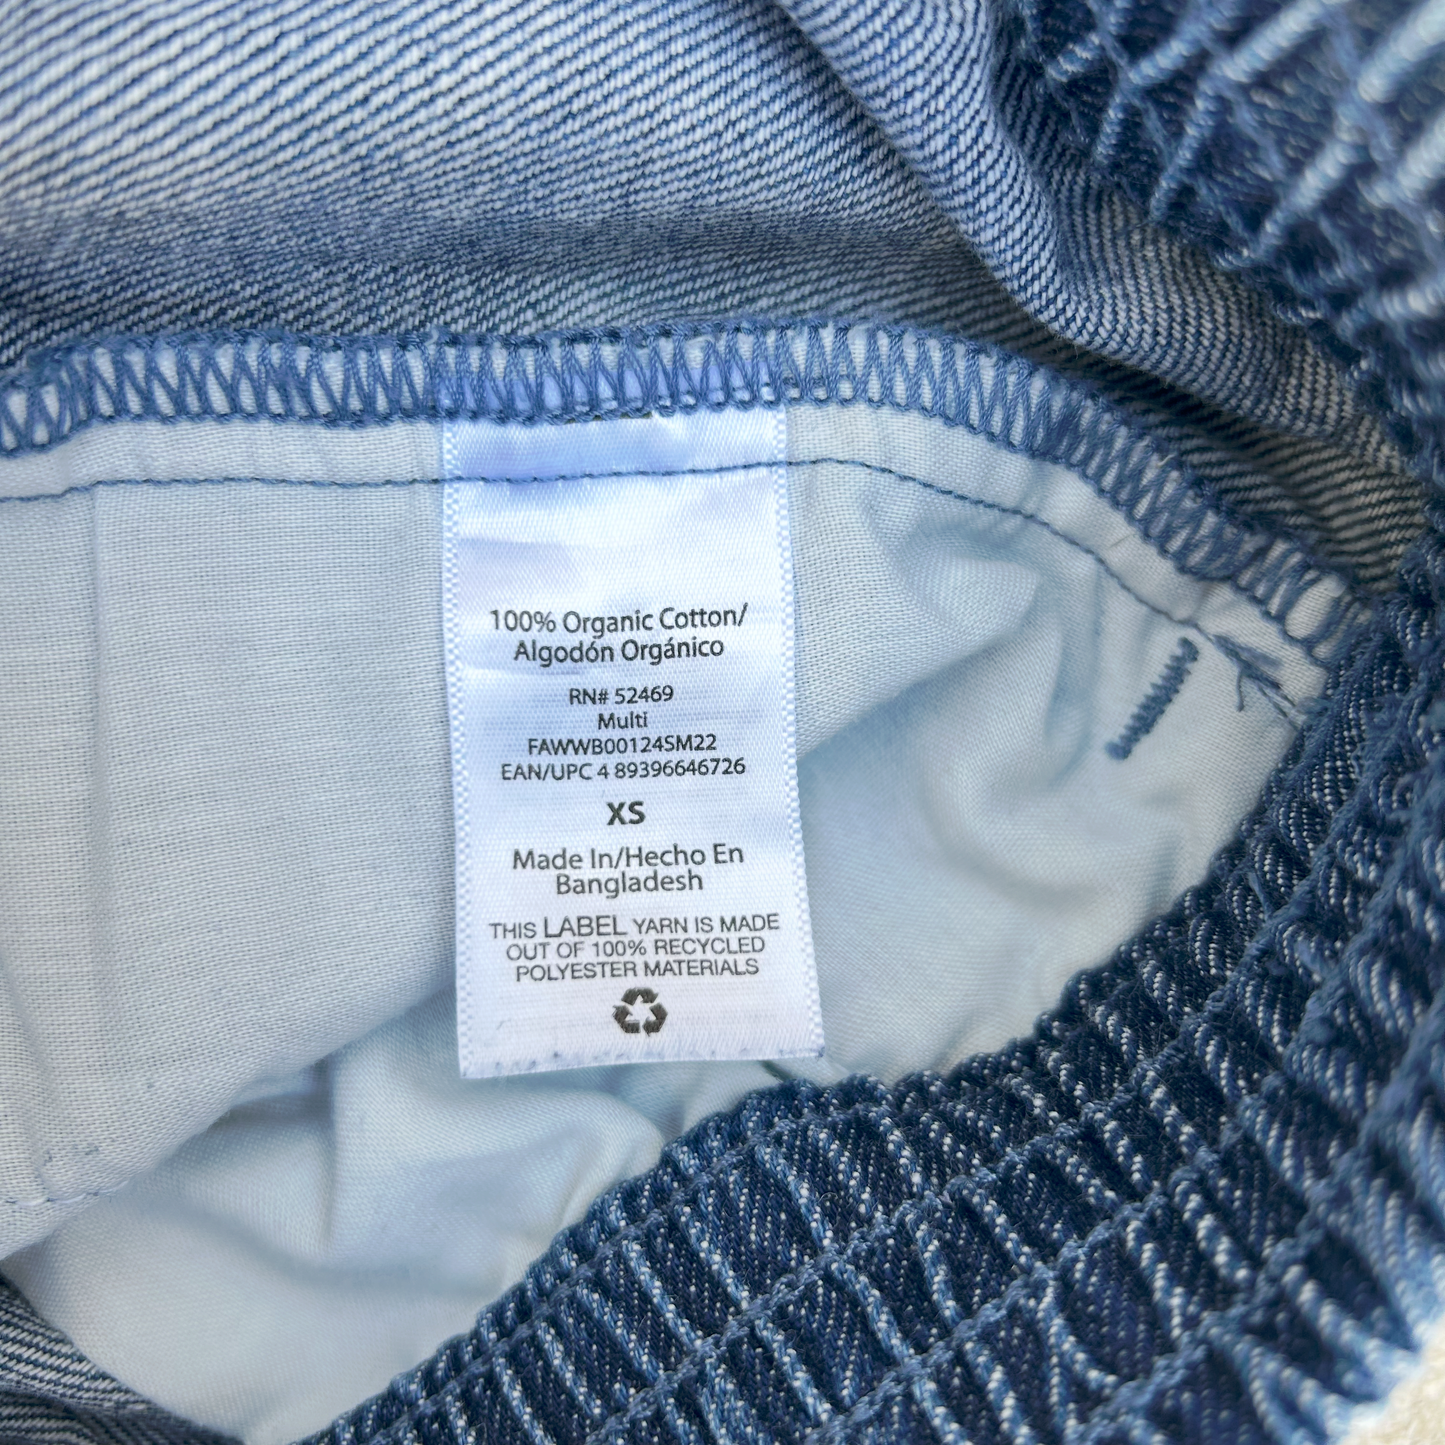 100% Organic Cotton/
Algodón Orgánico
RN# 52469
Multi
FAWWB00124SM22
EAN/UPC 4 89396646726
XS
Made In/Hecho En
Bangladesh
THIS LABEL YARN IS MADE
OUT OF 100% RECYCLED
POLYESTER MATERIALS